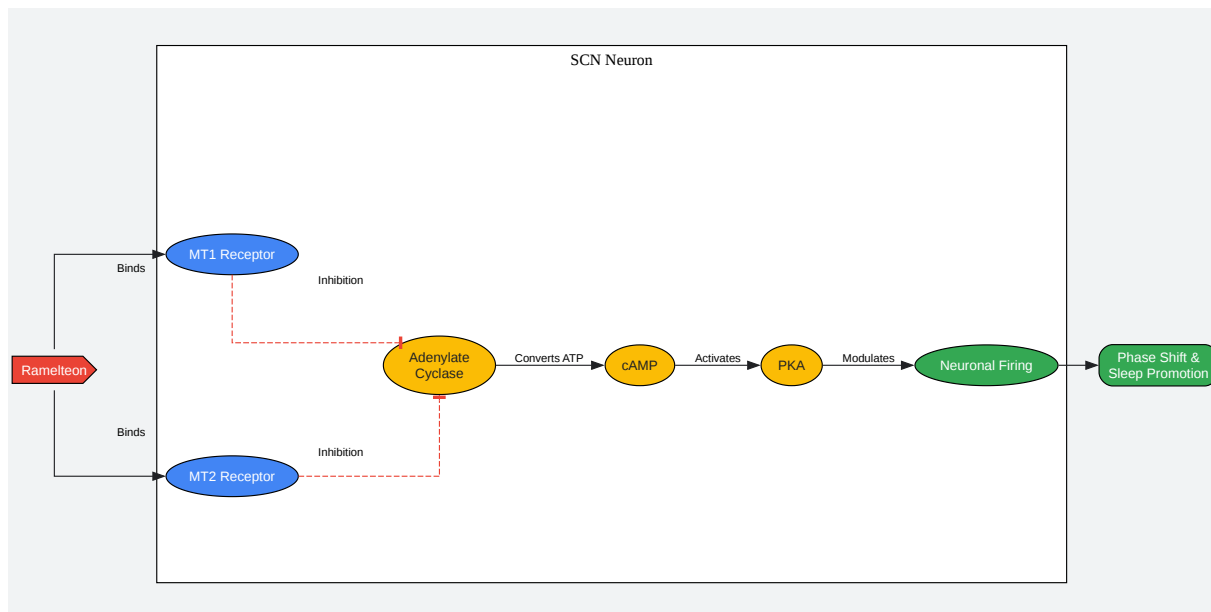 SCN Neuron
MT1 Receptor
Binds
Inhibition
Ramelteon
Adenylate
Cyclase
Converts ATP
cAMP
Activates
PKA
Modulates
Neuronal Firing
Phase Shift &
Sleep Promotion
Binds
Inhibition
MT2 Receptor